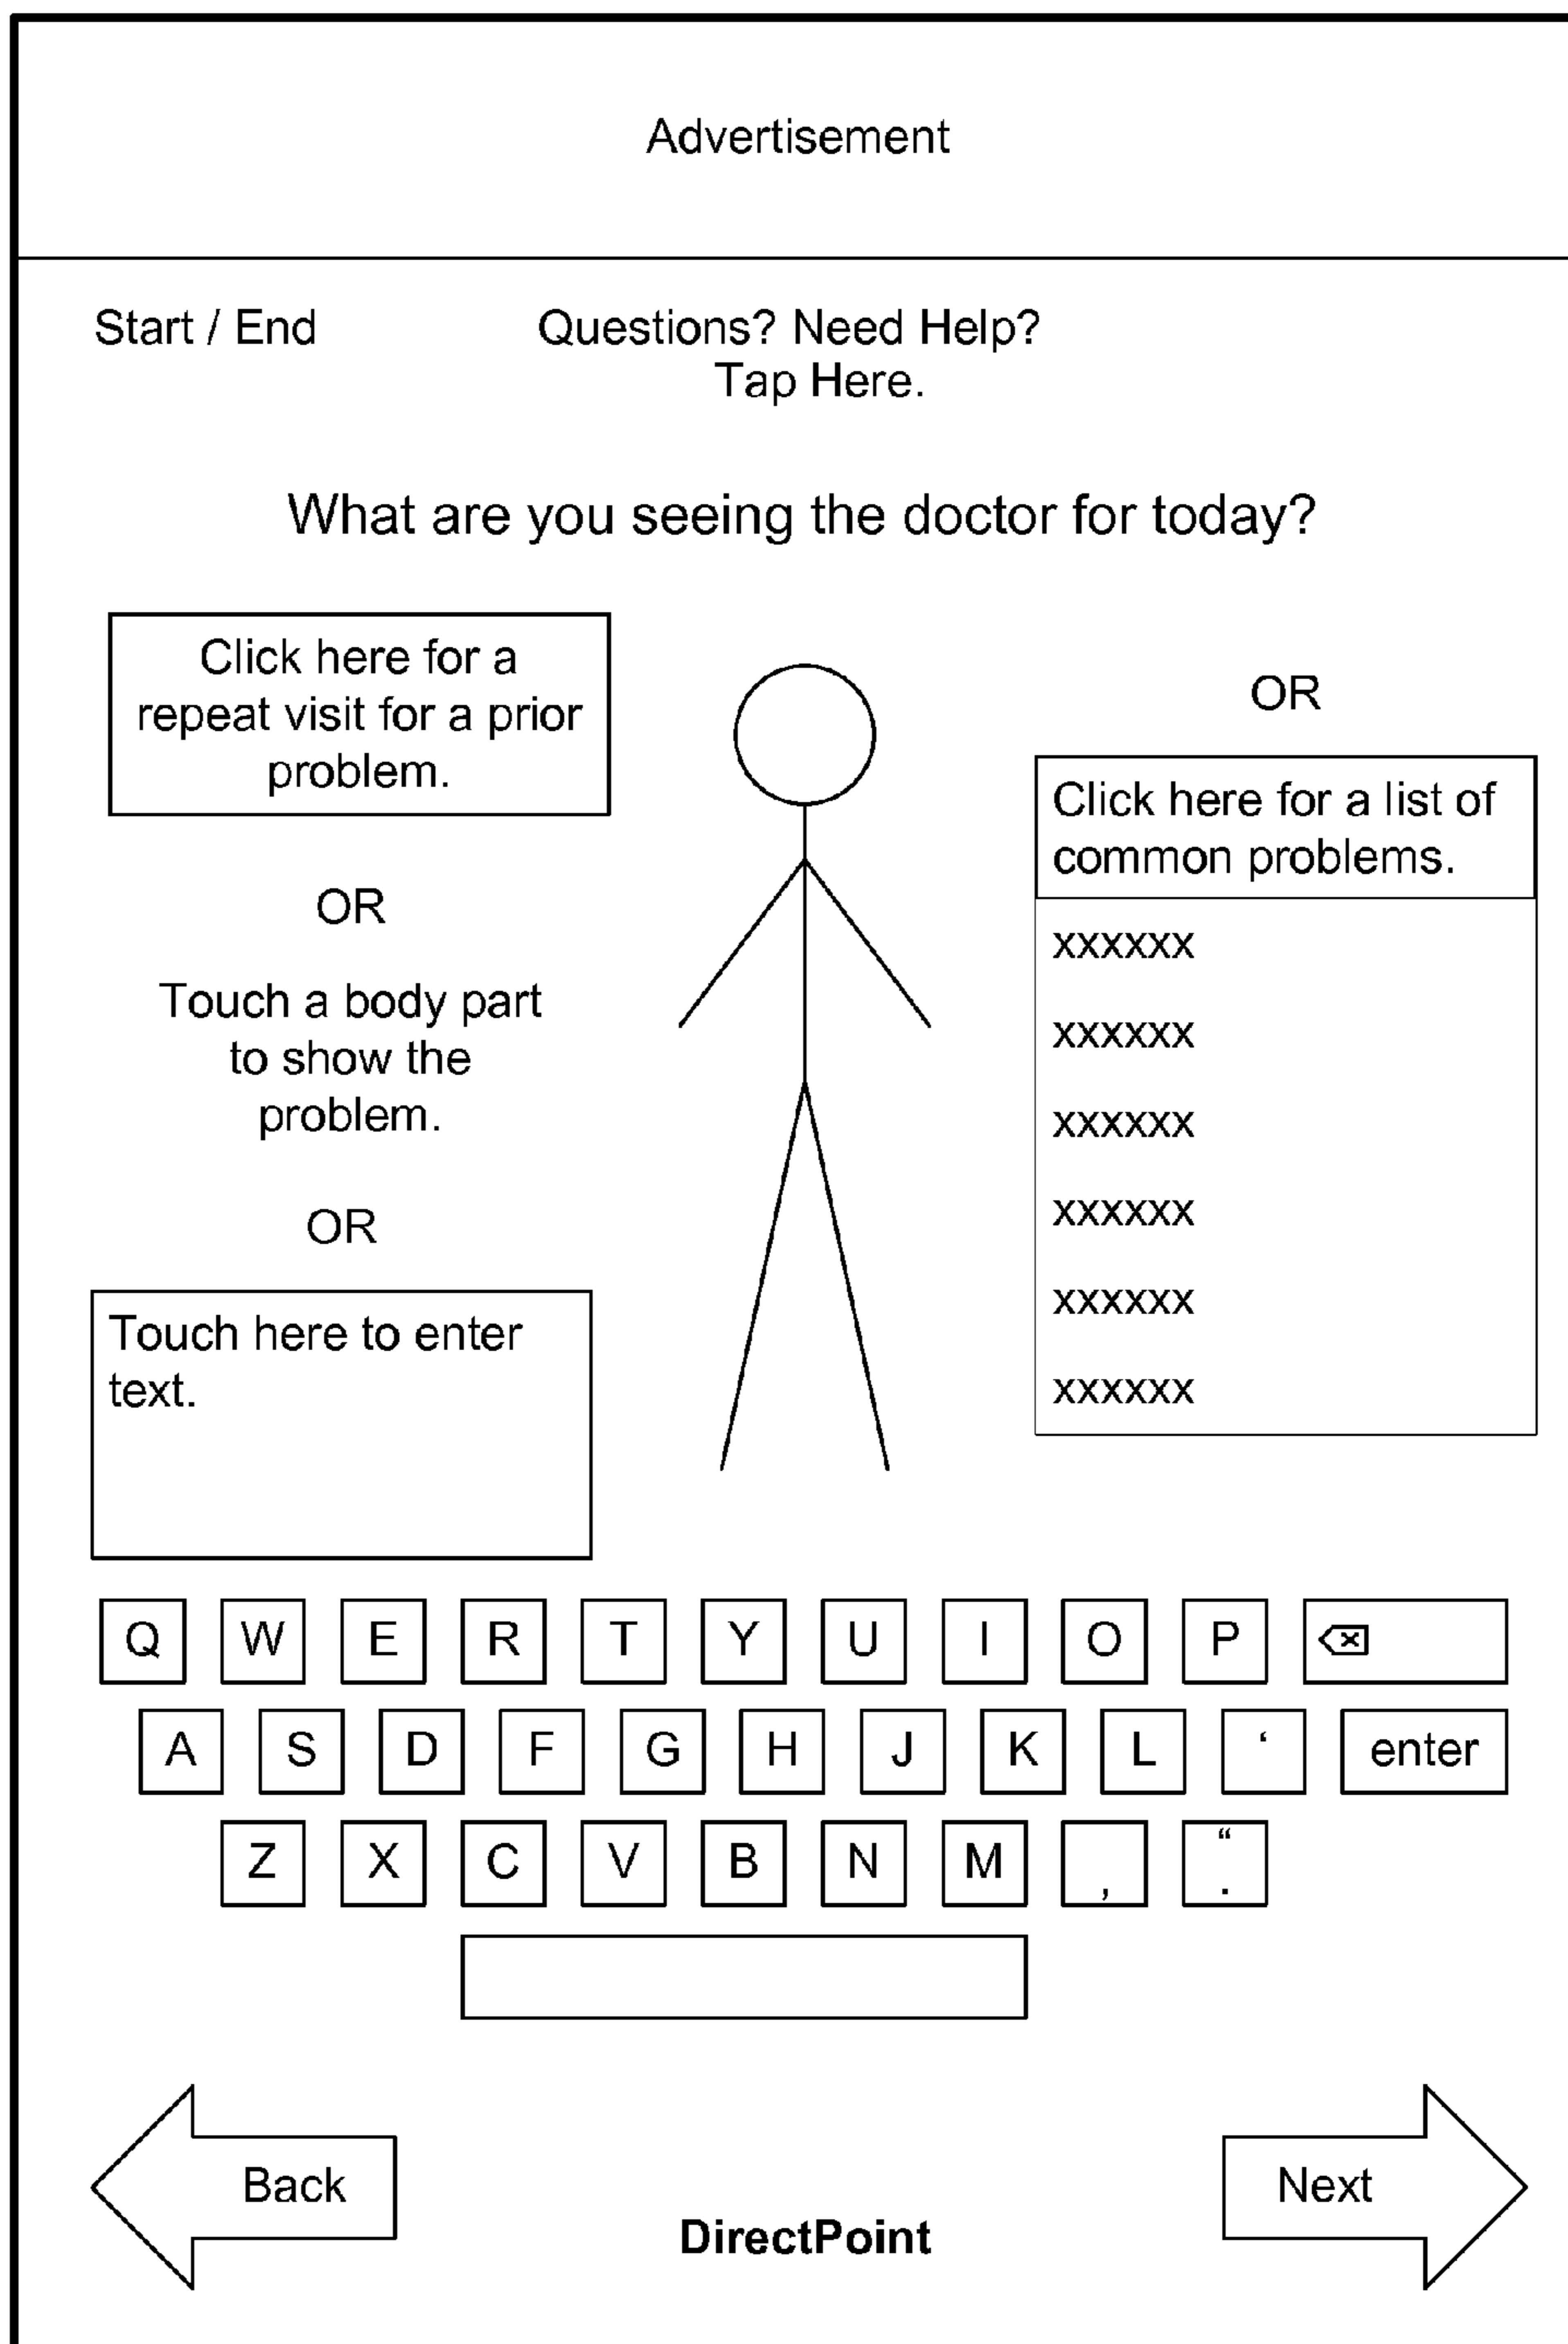 Advertisement
Start / End
Questions? Need Help?
Tap Here.
What are you seeing the doctor for today?
Click here for a
repeat visit for a prior
problem.
OR
Touch a body part
to show the
problem.
OR
Touch here to enter
text.
OR
Click here for a list of
common problems.
xxxxxx
xxxxxx
xxxxxx
xxxxxx
xxxxxx
xxxxxx
Q W E R T Y U I O P
A S D F G H J K L ‘ enter
Z X C V B N M , “ .
Back
DirectPoint
Next